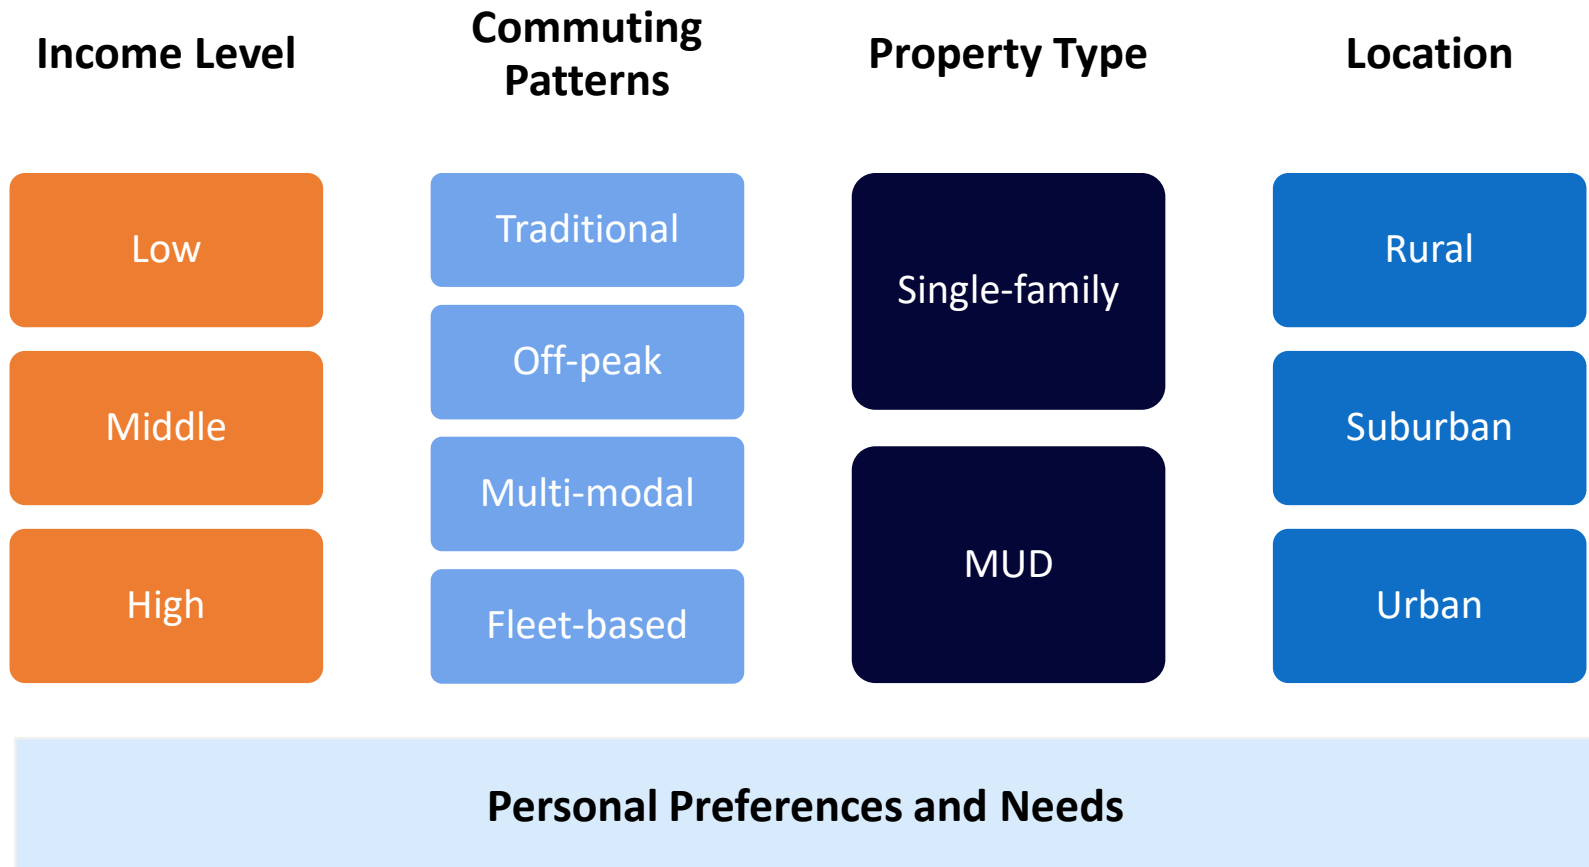 Income Level
Commuting
Patterns
Property Type
Location
Low
Middle
High
Traditional
Off-peak
Multi-modal
Fleet-based
Single-family
MUD
Rural
Suburban
Urban
Personal Preferences and Needs